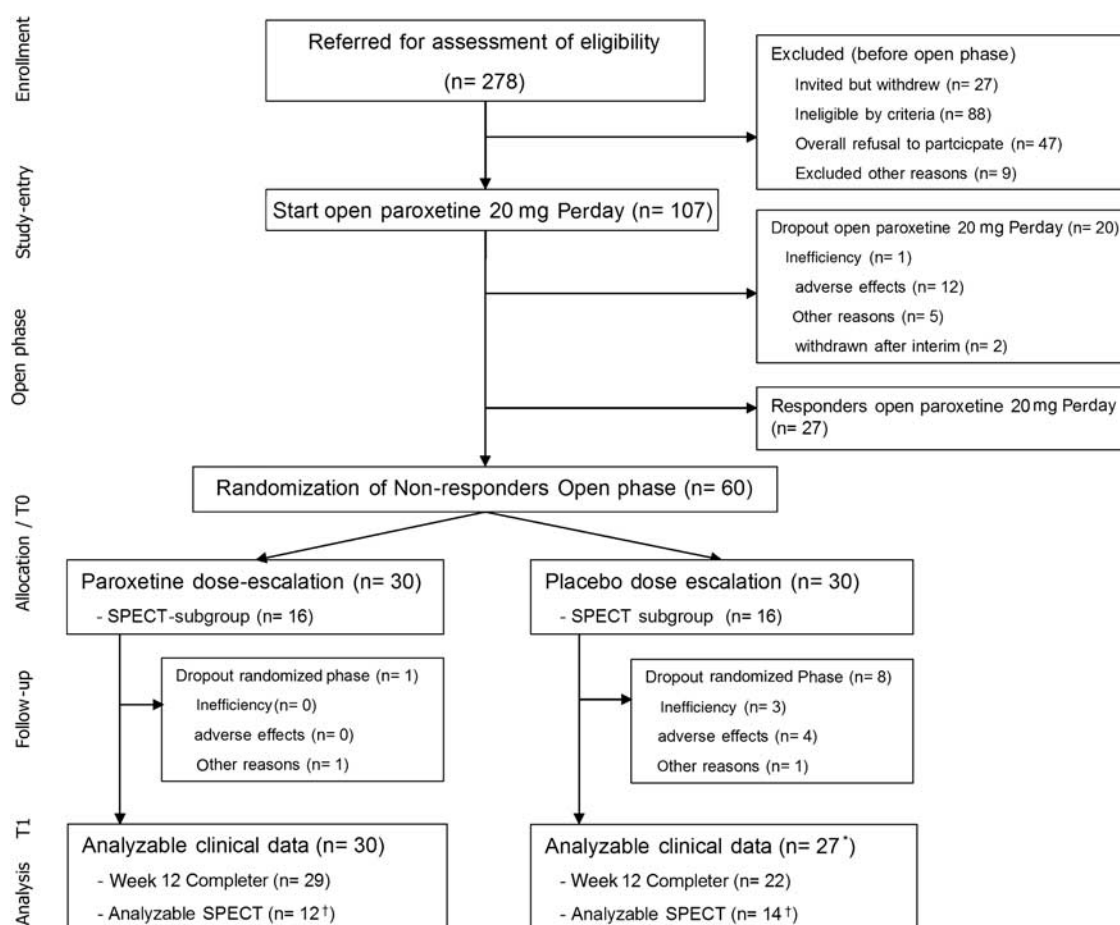 Enrollment
Referred for assessment of eligibility
(n= 278)
Excluded (before open phase)
Invited but withdrew (n= 27)
Ineligible by criteria (n= 88)
Overall refusal to partcicpate (n= 47)
Excluded other reasons (n= 9)
Study-entry
Start open paroxetine 20 mg Perday (n= 107)
Open phase
Dropout open paroxetine 20 mg Perday (n= 20)
Inefficiency (n= 1)
adverse effects (n= 12)
Other reasons (n= 5)
withdrawn after interim (n= 2)
Responders open paroxetine 20mg Perday
(n= 27)
Allocation / T0
Randomization of Non-responders Open phase (n= 60)
Paroxetine dose-escalation (n= 30)
- SPECT-subgroup (n= 16)
Placebo dose escalation (n= 30)
- SPECT subgroup (n= 16)
Follow-up
Dropout randomized phase (n= 1)
Inefficiency(n= 0)
adverse effects (n= 0)
Other reasons (n= 1)
Dropout randomized Phase (n= 8)
Inefficiency (n= 3)
adverse effects (n= 4)
Other reasons (n= 1)
Analysis T1
Analyzable clinical data (n= 30)
- Week 12 Completer (n= 29)
- Analyzable SPECT (n= 12†)
Analyzable clinical data (n= 27*)
- Week 12 Completer (n= 22)
- Analyzable SPECT (n= 14†)